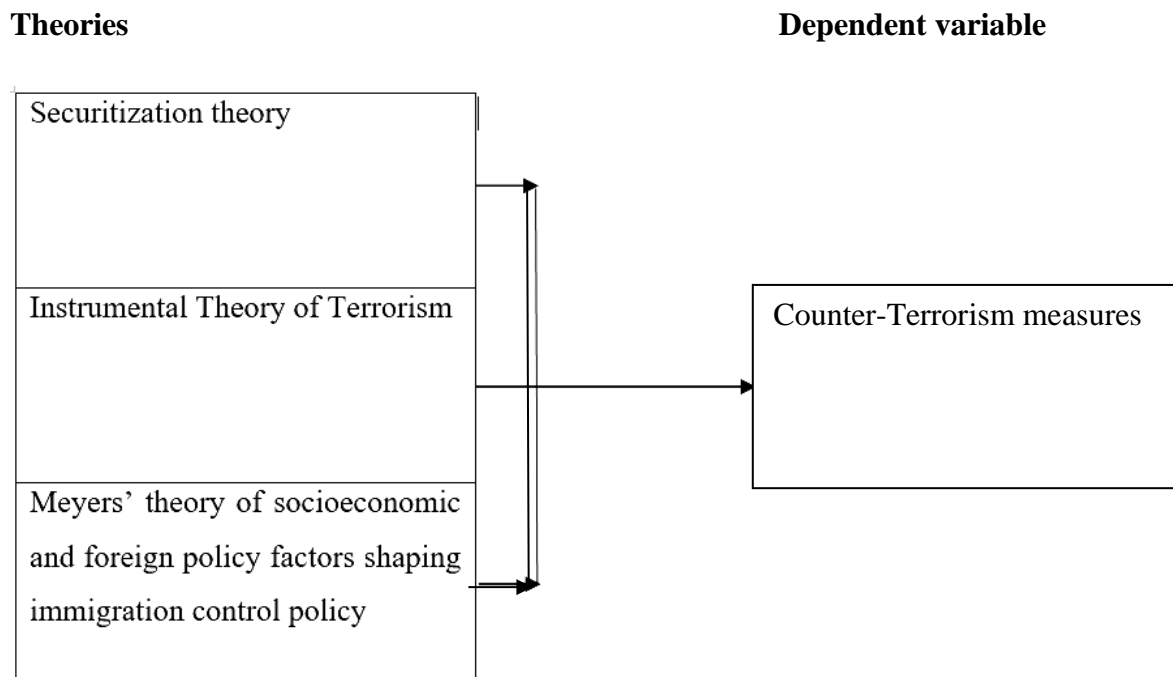 Theories
Dependent variable
Securitization theory
Instrumental Theory of Terrorism
Counter-Terrorism measures
Meyers’ theory of socioeconomic
and foreign policy factors shaping
immigration control policy